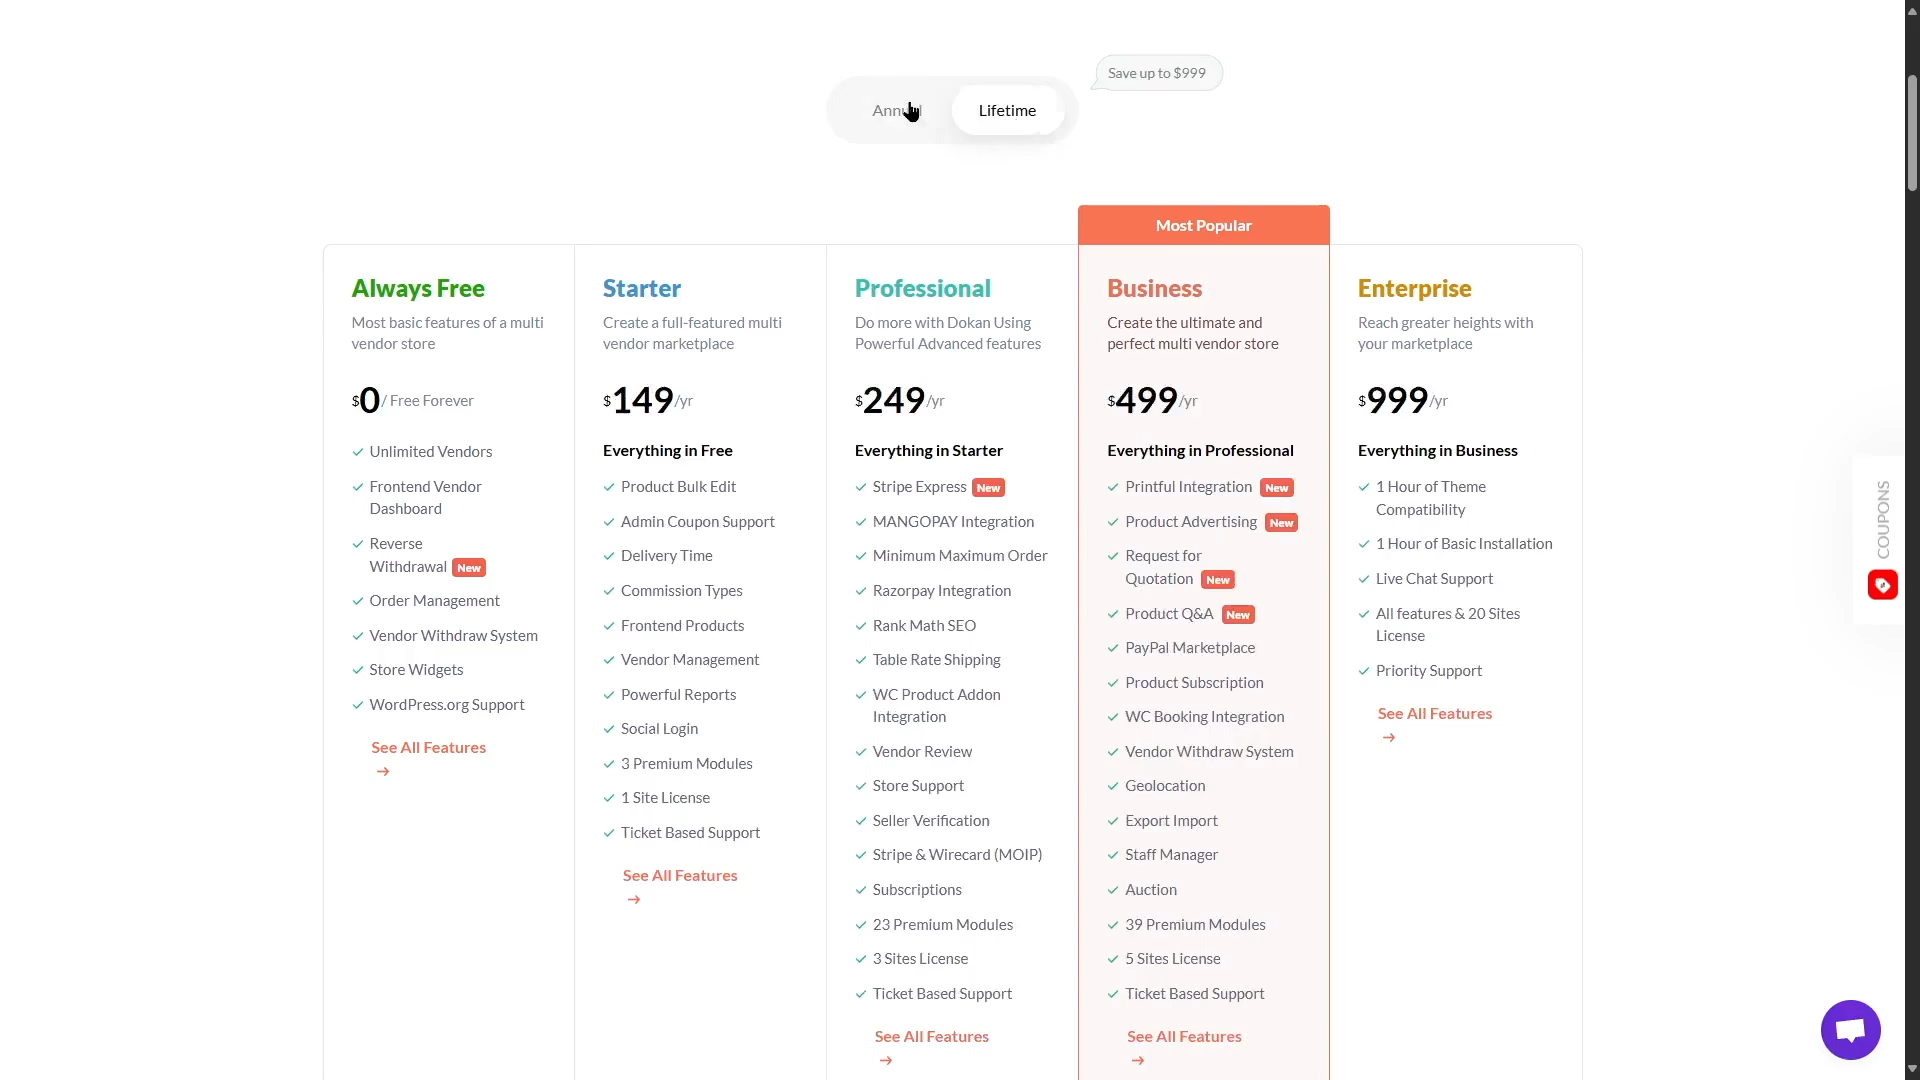 Save up to $999
Annual
Lifetime
Most Popular
Always Free
Most basic features of a multi
vendor store
$0/ Free Forever
Unlimited Vendors
Frontend Vendor
Dashboard
Reverse
Withdrawal New
Order Management
Vendor Withdraw System
Store Widgets
WordPress.org Support
See All Features
→
Starter
Create a full-featured multi
vendor marketplace
$149/yr
Everything in Free
Product Bulk Edit
Admin Coupon Support
Delivery Time
Commission Types
Frontend Products
Vendor Management
Powerful Reports
Social Login
3 Premium Modules
1 Site License
Ticket Based Support
See All Features
→
Professional
Do more with Dokan Using
Powerful Advanced features
$249/yr
Everything in Starter
Stripe Express New
MANGOPAY Integration
Minimum Maximum Order
Razorpay Integration
Rank Math SEO
Table Rate Shipping
WC Product Addon
Integration
Vendor Review
Store Support
Seller Verification
Stripe & Wirecard (MOIP)
Subscriptions
23 Premium Modules
3 Sites License
Ticket Based Support
See All Features
→
Business
Create the ultimate and
perfect multi vendor store
$499/yr
Everything in Professional
Printful Integration New
Product Advertising New
Request for
Quotation New
Product Q&A New
PayPal Marketplace
Product Subscription
WC Booking Integration
Vendor Withdraw System
Geolocation
Export Import
Staff Manager
Auction
39 Premium Modules
5 Sites License
Ticket Based Support
See All Features
→
Enterprise
Reach greater heights with
your marketplace
$999/yr
Everything in Business
1 Hour of Theme
Compatibility
1 Hour of Basic Installation
Live Chat Support
All features & 20 Sites
License
Priority Support
See All Features
→
COUPONS